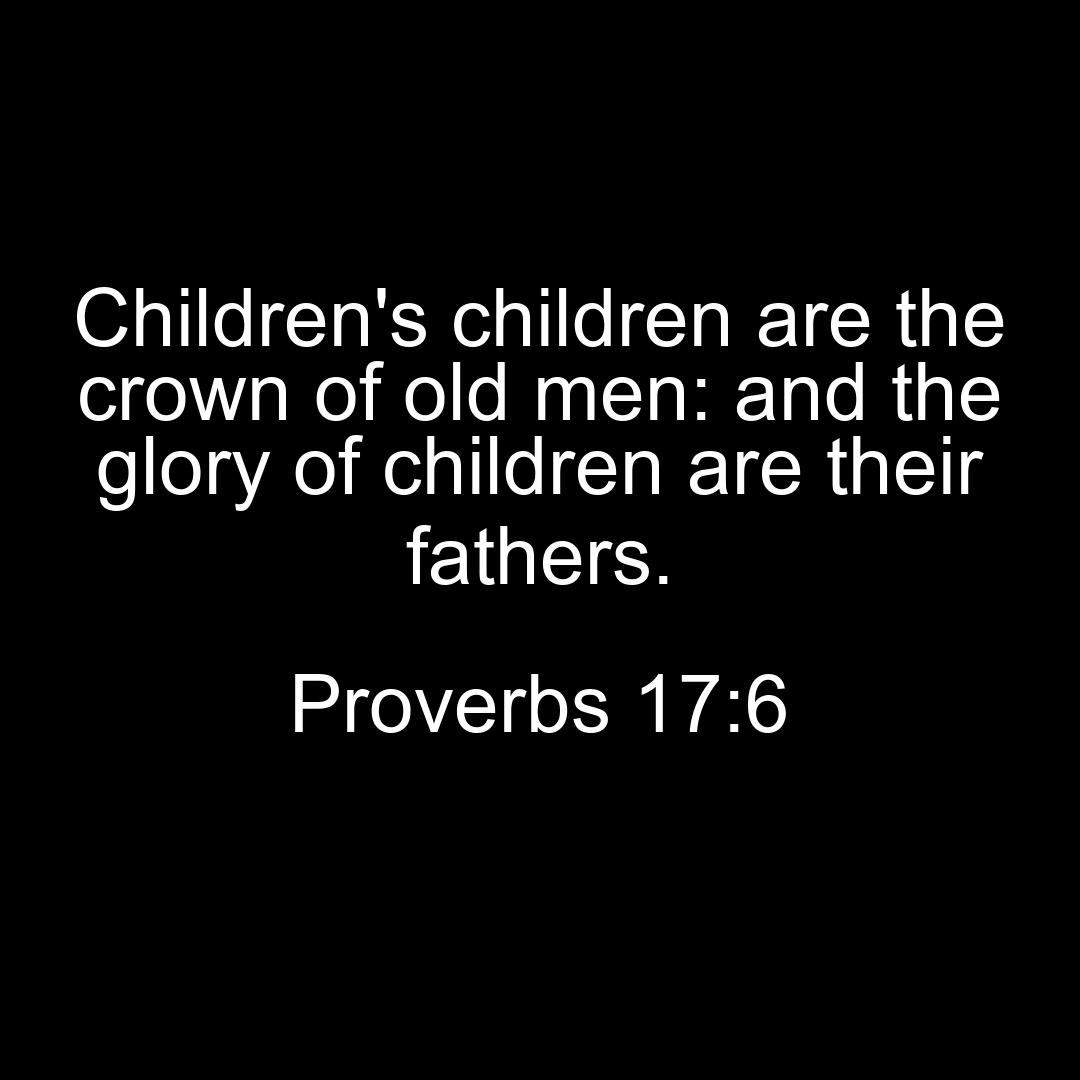 Children's children are the
crown of old men: and the
glory of children are their
fathers.
Proverbs 17:6